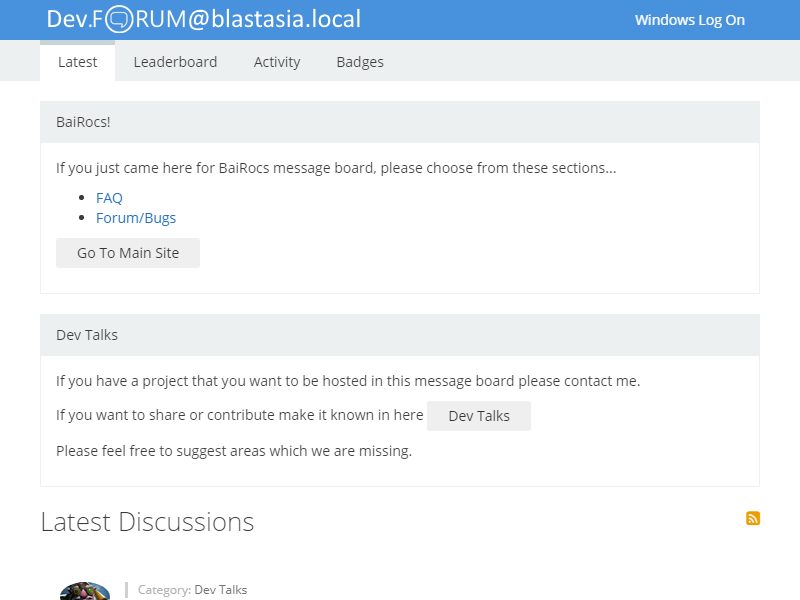 Dev.FORUM@blastasia.local
Windows Log On
Latest Leaderboard Activity Badges
BaiRocs!
If you just came here for BaiRocs message board, please choose from these sections...
FAQ
Forum/Bugs
Go To Main Site
Dev Talks
If you have a project that you want to be hosted in this message board please contact me.
If you want to share or contribute make it known in here Dev Talks
Please feel free to suggest areas which we are missing.
Latest Discussions
Category: Dev Talks